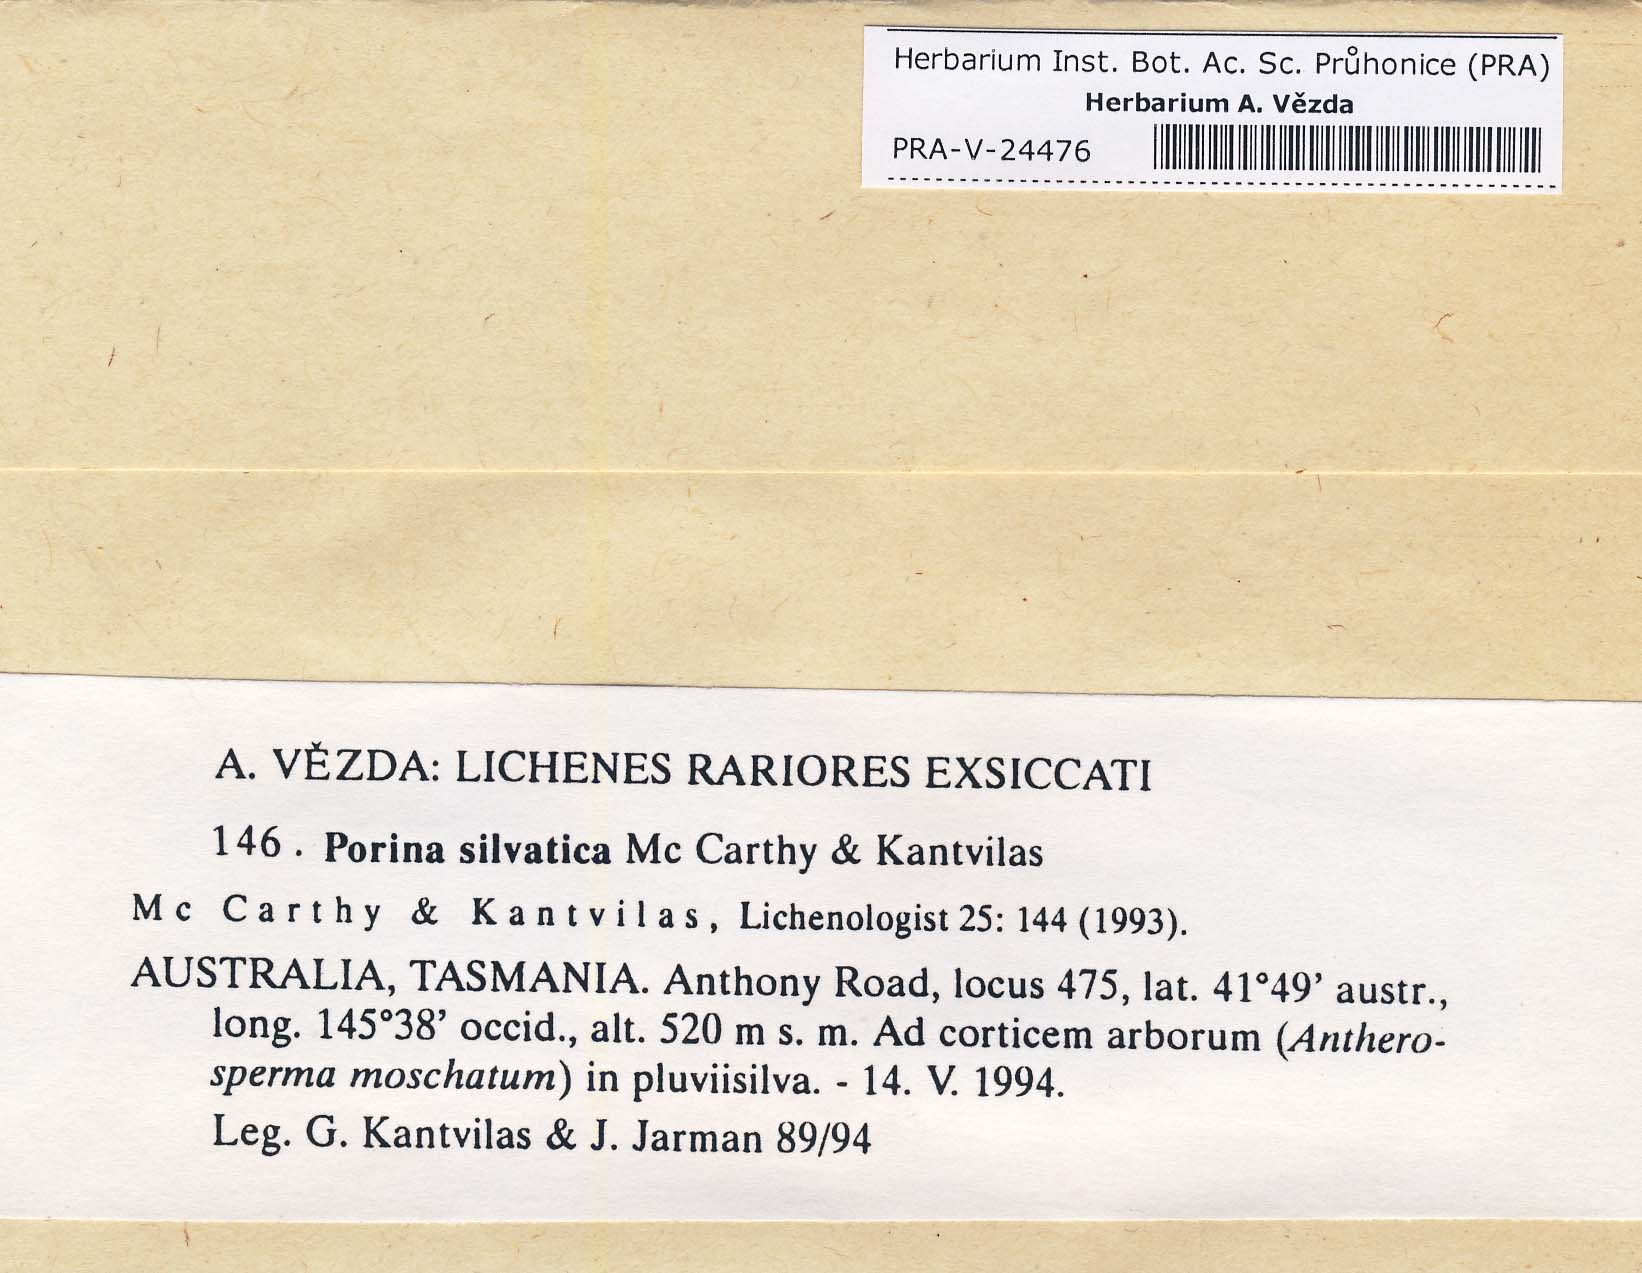 Herbarium Inst. Bot. Ac. Sc. Průhonice (PRA)
Herbarium A. Vězda
PRA-V-24476
A. VĚZDA: LICHENES RARIORES EXSICCATI
146. Porina silvatica Mc Carthy & Kantvilas
Mc Carthy & Kantvilas, Lichenologist 25: 144 (1993).
AUSTRALIA, TASMANIA. Anthony Road, locus 475, lat. 41°49’ austr.,
long. 145°38’ occid., alt. 520 m s. m. Ad corticem arborum (Anthero-
sperma moschatum) in pluviisilva. - 14. V. 1994.
Leg. G. Kantvilas & J. Jarman 89/94